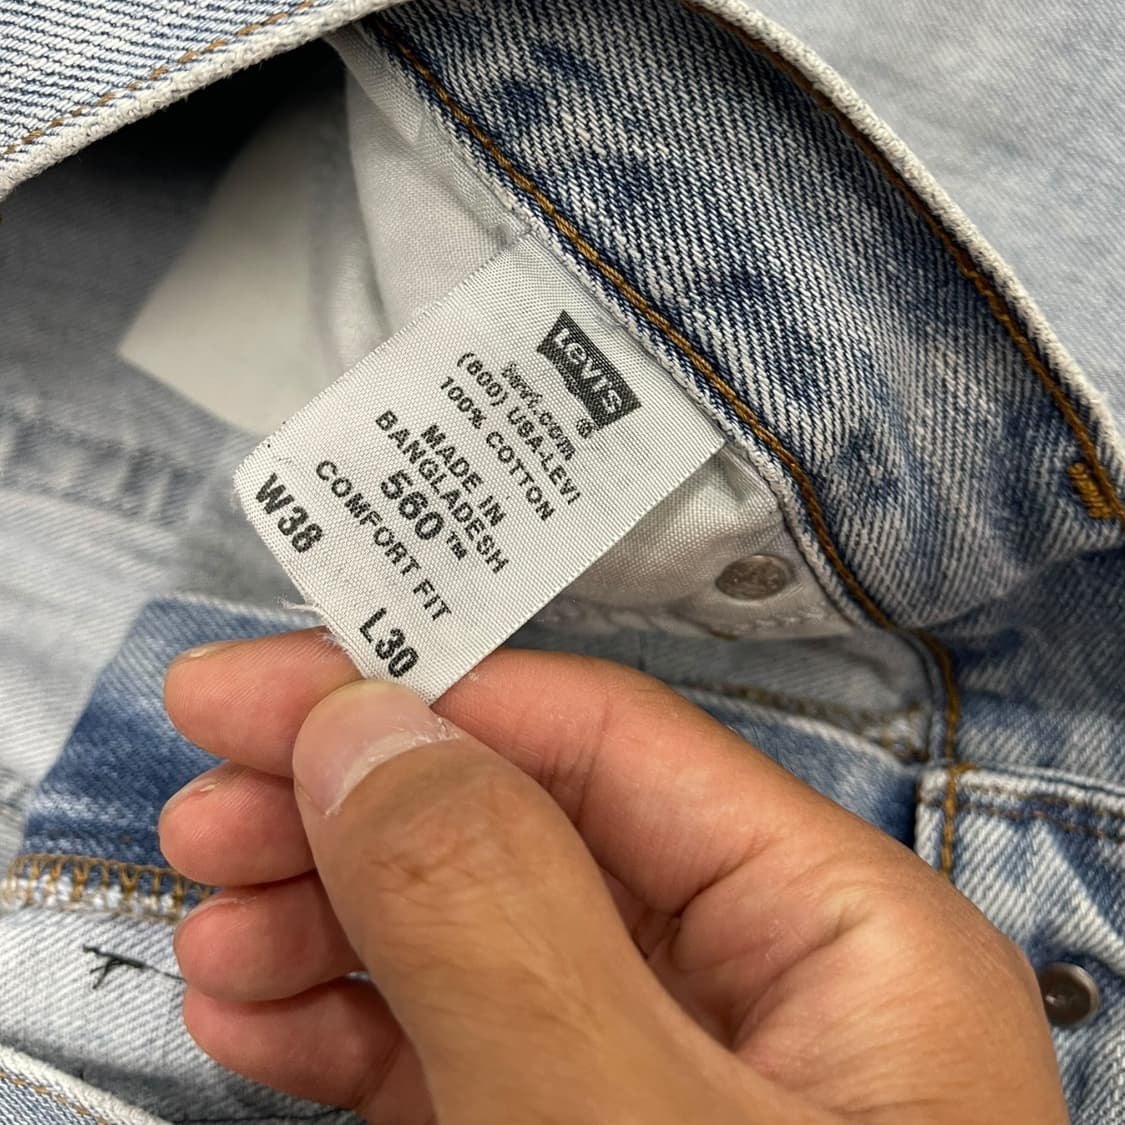 LEVI'S
®
levi.com
(800) USA-LEVI
100% COTTON
MADE IN
BANGLADESH
560™
COMFORT FIT
W38 L30